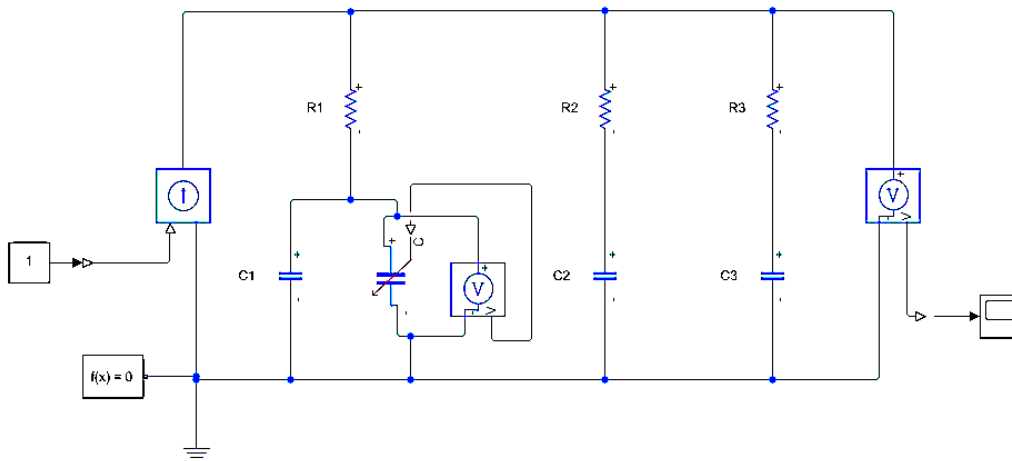 R1
R2
R3
I
V
V
1
C1
C
V
V
C2
C3
f(x) = 0